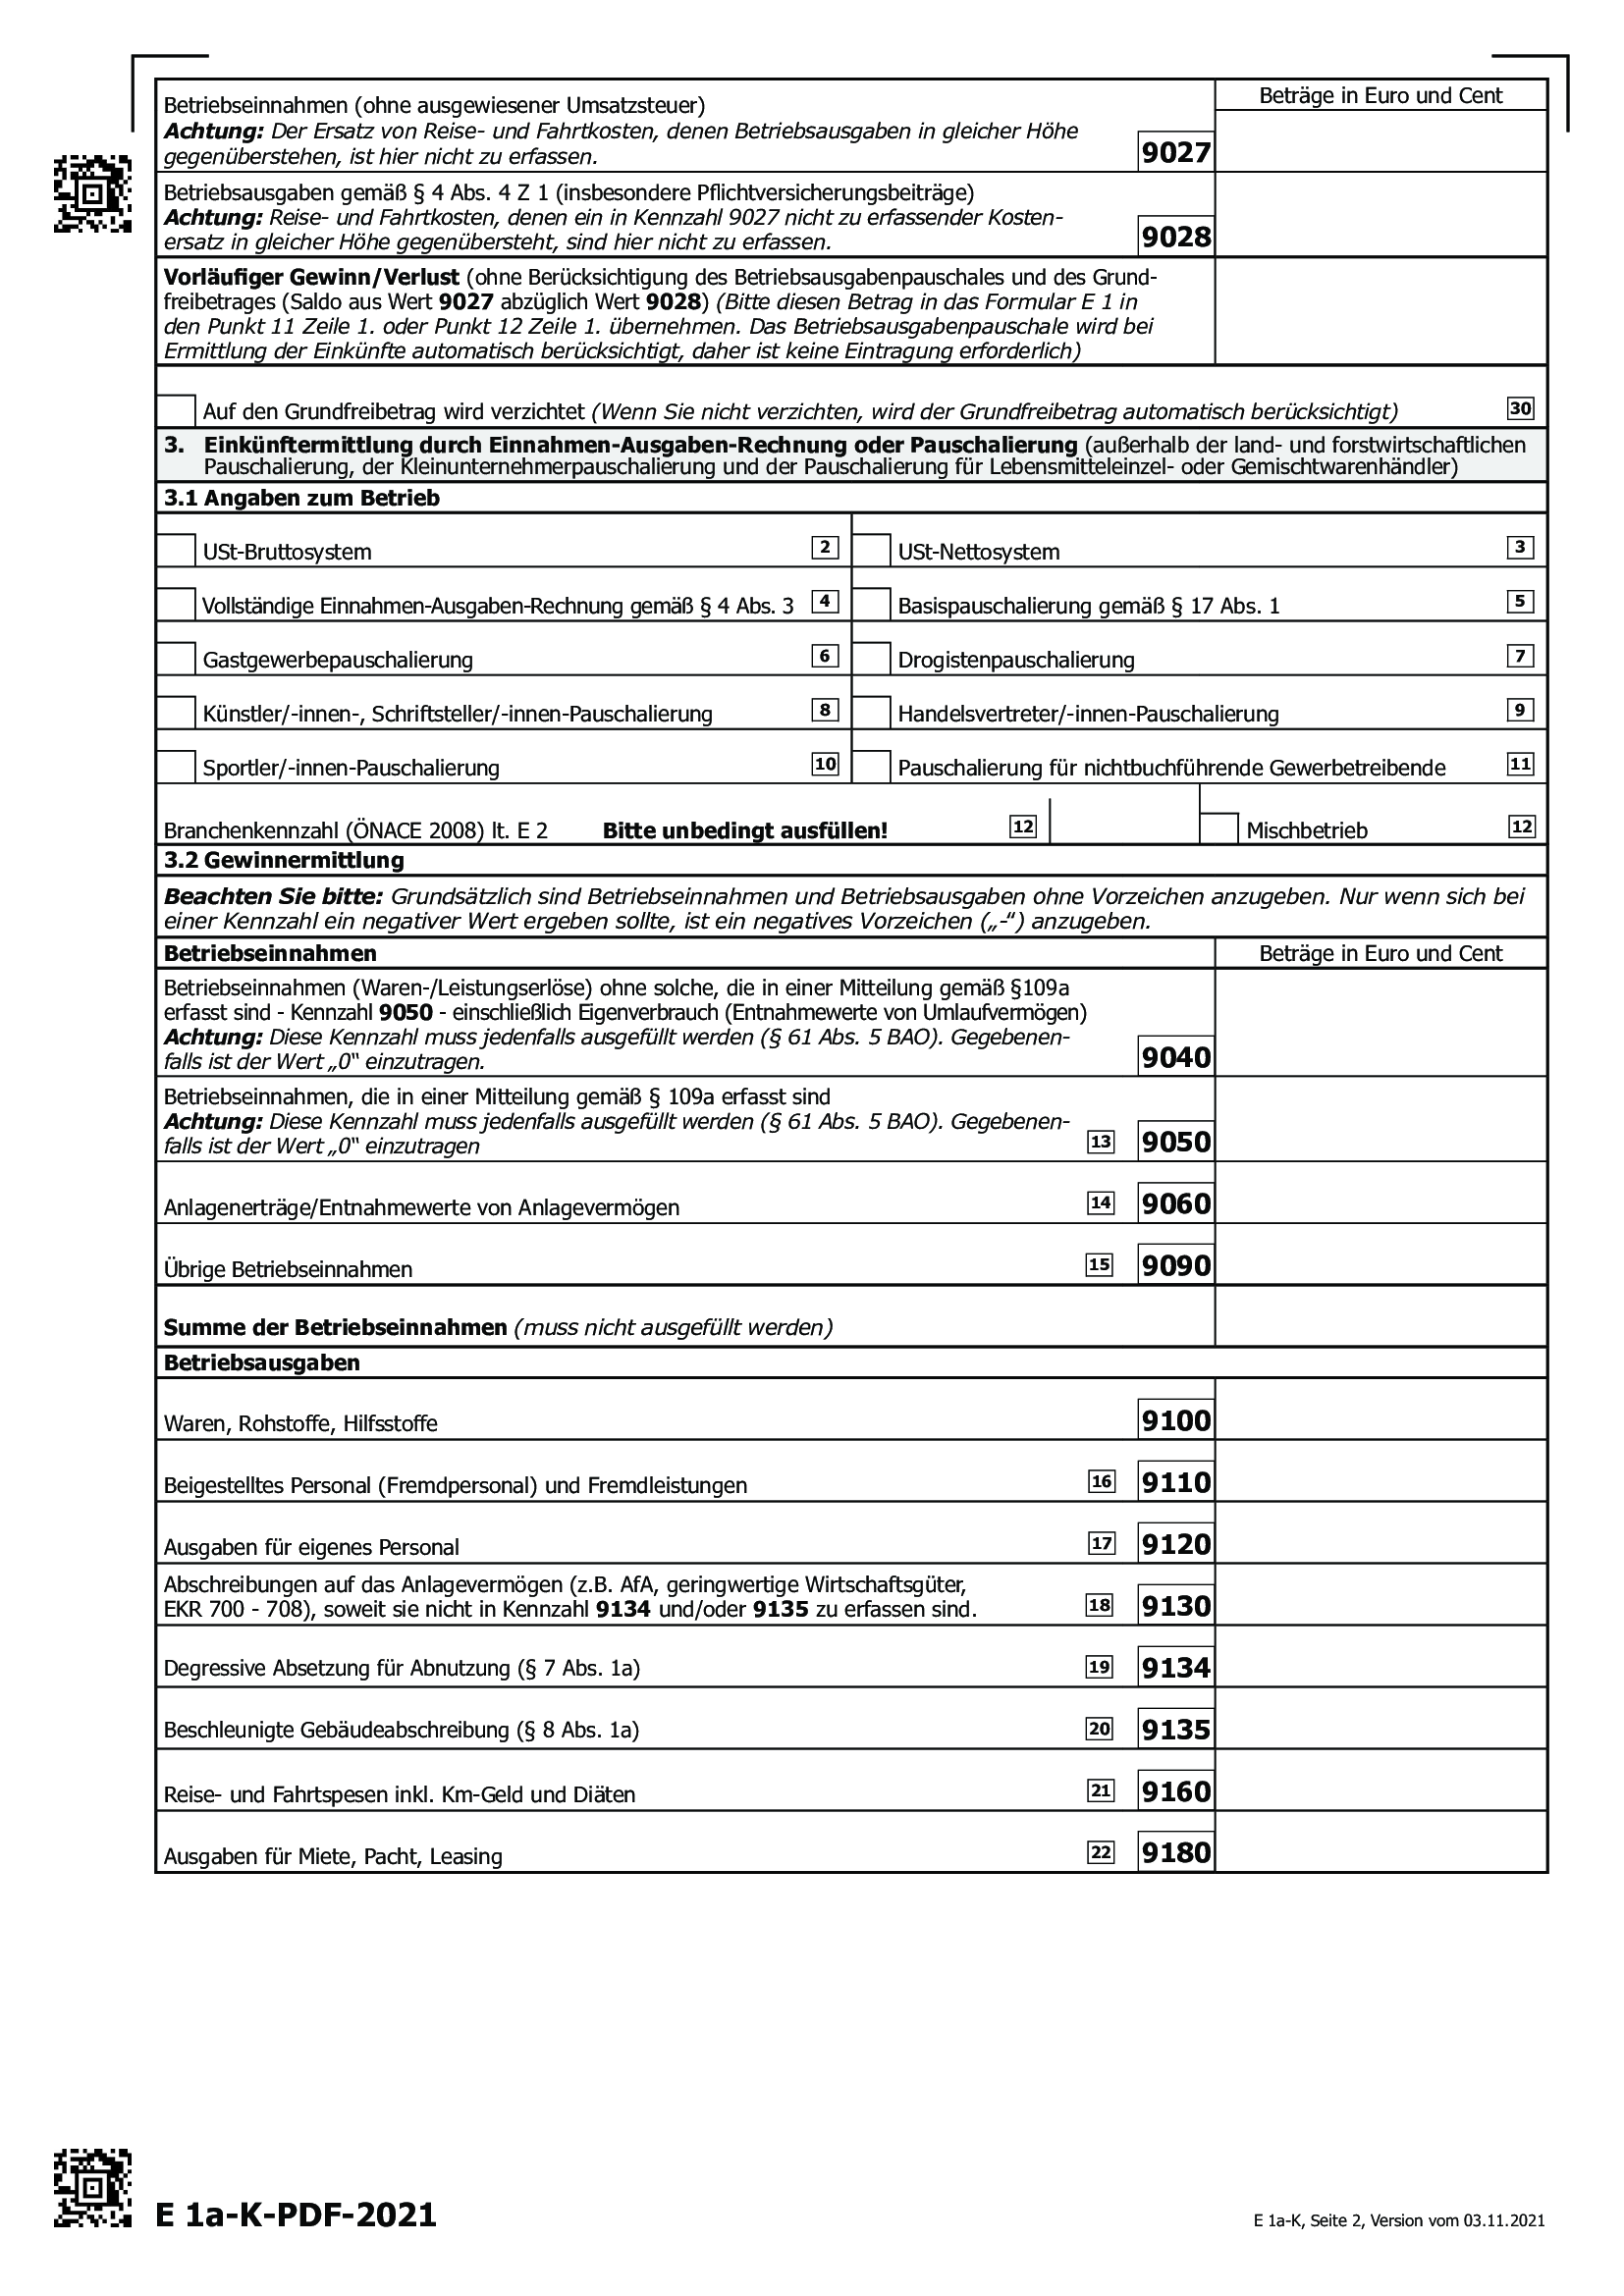 Beträge in Euro und Cent
Betriebseinnahmen (ohne ausgewiesener Umsatzsteuer)
Achtung: Der Ersatz von Reise- und Fahrtkosten, denen Betriebsausgaben in gleicher Höhe
gegenüberstehen, ist hier nicht zu erfassen. 9027
Betriebsausgaben gemäß § 4 Abs. 4 Z 1 (insbesondere Pflichtversicherungsbeiträge)
Achtung: Reise- und Fahrtkosten, denen ein in Kennzahl 9027 nicht zu erfassender Kosten-
ersatz in gleicher Höhe gegenübersteht, sind hier nicht zu erfassen. 9028
Vorläufiger Gewinn/Verlust (ohne Berücksichtigung des Betriebsausgabenpauschales und des Grund-
freibetrages (Saldo aus Wert 9027 abzüglich Wert 9028) (Bitte diesen Betrag in das Formular E 1 in
den Punkt 11 Zeile 1. oder Punkt 12 Zeile 1. übernehmen. Das Betriebsausgabenpauschale wird bei
Ermittlung der Einkünfte automatisch berücksichtigt, daher ist keine Eintragung erforderlich)
Auf den Grundfreibetrag wird verzichtet (Wenn Sie nicht verzichten, wird der Grundfreibetrag automatisch berücksichtigt) 30
3. Einkünftermittlung durch Einnahmen-Ausgaben-Rechnung oder Pauschalierung (außerhalb der land- und forstwirtschaftlichen
Pauschalierung, der Kleinunternehmerpauschalierung und der Pauschalierung für Lebensmitteleinzel- oder Gemischtwarenhändler)
3.1 Angaben zum Betrieb
USt-Bruttosystem 2 USt-Nettosystem 3
Vollständige Einnahmen-Ausgaben-Rechnung gemäß § 4 Abs. 3 4 Basispauschalierung gemäß § 17 Abs. 1 5
Gastgewerbepauschalierung 6 Drogistenpauschalierung 7
Künstler/-innen-, Schriftsteller/-innen-Pauschalierung 8 Handelsvertreter/-innen-Pauschalierung 9
Sportler/-innen-Pauschalierung 10 Pauschalierung für nichtbuchführende Gewerbetreibende 11
Branchenkennzahl (ÖNACE 2008) lt. E 2 Bitte unbedingt ausfüllen! 12 Mischbetrieb 12
3.2 Gewinnermittlung
Beachten Sie bitte: Grundsätzlich sind Betriebseinnahmen und Betriebsausgaben ohne Vorzeichen anzugeben. Nur wenn sich bei
einer Kennzahl ein negativer Wert ergeben sollte, ist ein negatives Vorzeichen („-“) anzugeben.
Betriebseinnahmen Beträge in Euro und Cent
Betriebseinnahmen (Waren-/Leistungserlöse) ohne solche, die in einer Mitteilung gemäß §109a
erfasst sind - Kennzahl 9050 - einschließlich Eigenverbrauch (Entnahmewerte von Umlaufvermögen)
Achtung: Diese Kennzahl muss jedenfalls ausgefüllt werden (§ 61 Abs. 5 BAO). Gegebenen-
falls ist der Wert „0“ einzutragen. 9040
Betriebseinnahmen, die in einer Mitteilung gemäß § 109a erfasst sind
Achtung: Diese Kennzahl muss jedenfalls ausgefüllt werden (§ 61 Abs. 5 BAO). Gegebenen-
falls ist der Wert „0“ einzutragen 13 9050
Anlagenerträge/Entnahmewerte von Anlagevermögen 14 9060
Übrige Betriebseinnahmen 15 9090
Summe der Betriebseinnahmen (muss nicht ausgefüllt werden)
Betriebsausgaben
Waren, Rohstoffe, Hilfsstoffe 9100
Beigestelltes Personal (Fremdpersonal) und Fremdleistungen 16 9110
Ausgaben für eigenes Personal 17 9120
Abschreibungen auf das Anlagevermögen (z.B. AfA, geringwertige Wirtschaftsgüter,
EKR 700 - 708), soweit sie nicht in Kennzahl 9134 und/oder 9135 zu erfassen sind. 18 9130
Degressive Absetzung für Abnutzung (§ 7 Abs. 1a) 19 9134
Beschleunigte Gebäudeabschreibung (§ 8 Abs. 1a) 20 9135
Reise- und Fahrtspesen inkl. Km-Geld und Diäten 21 9160
Ausgaben für Miete, Pacht, Leasing 22 9180
E 1a-K-PDF-2021
E 1a-K, Seite 2, Version vom 03.11.2021